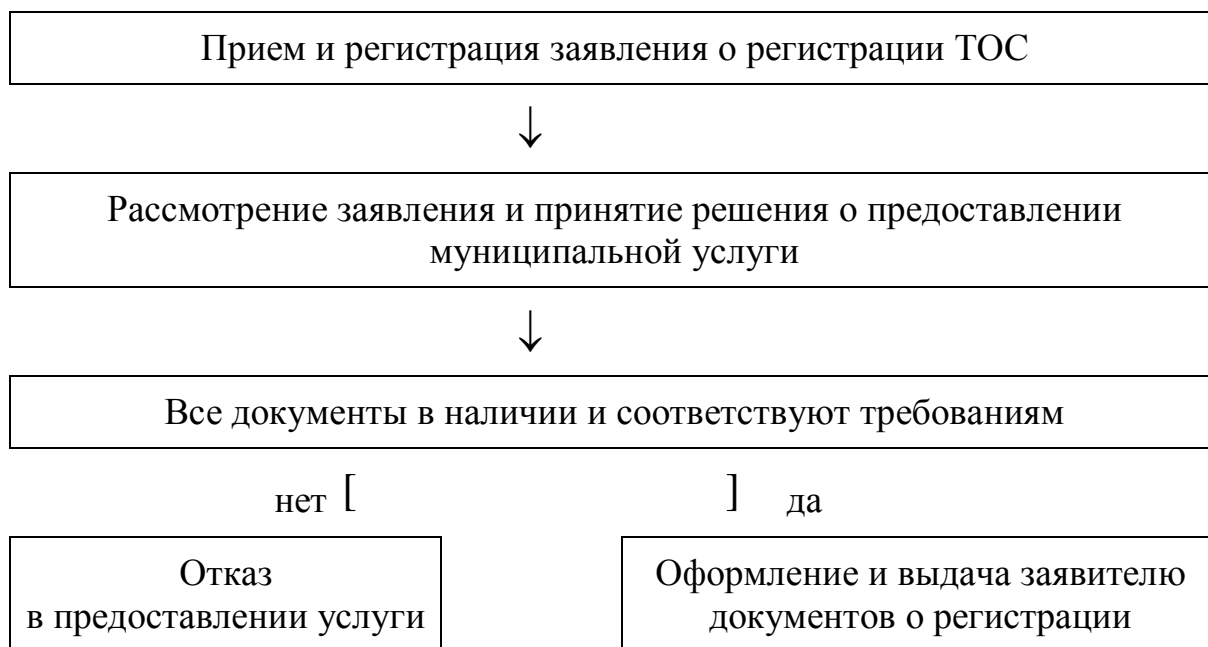 Прием и регистрация заявления о регистрации ТОС
↓
Рассмотрение заявления и принятие решения о предоставлении
муниципальной услуги
↓
Все документы в наличии и соответствуют требованиям
нет [ ] да
Отказ
в предоставлении услуги
Оформление и выдача заявителю
документов о регистрации